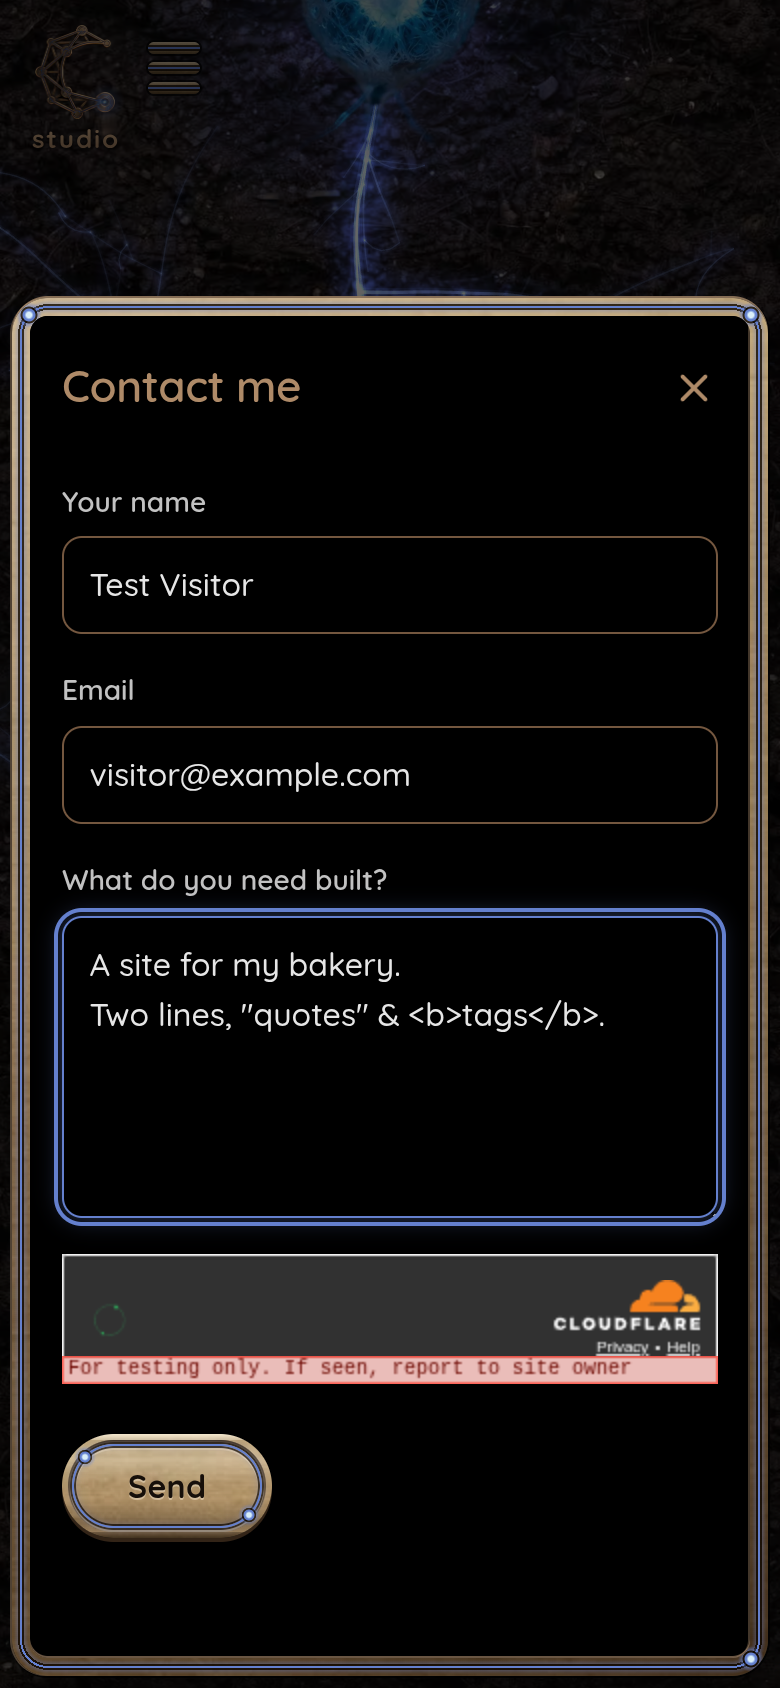 studio
Contact me
Your name
Test Visitor
Email
visitor@example.com
What do you need built?
A site for my bakery.
Two lines, "quotes" & <b>tags</b>.
CLOUDFLARE
Privacy • Help
For testing only. If seen, report to site owner
Send